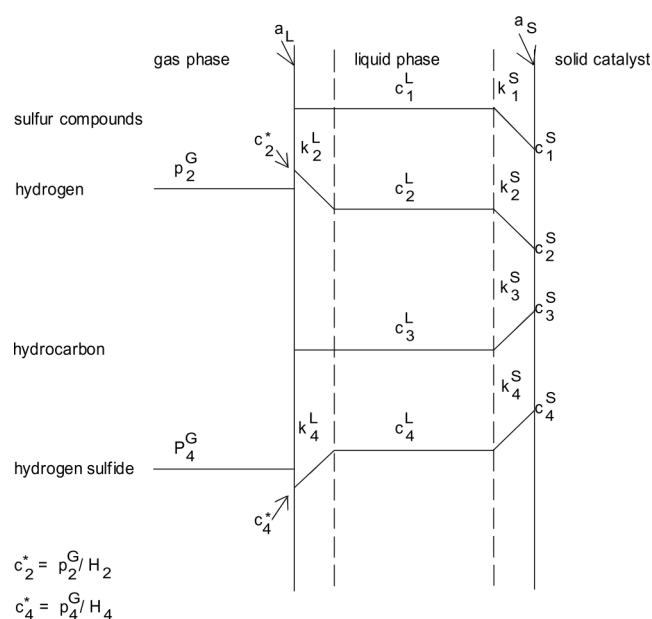 a_L
a_S
gas phase
liquid phase
solid catalyst
c_1^L
k_1^S
sulfur compounds
c_2^*
k_2^L
c_1^S
p_2^G
hydrogen
c_2^L
k_2^S
c_2^S
k_3^S
c_3^S
c_3^L
hydrocarbon
k_4^S
c_4^S
k_4^L
c_4^L
P_4^G
hydrogen sulfide
c_4^*
c_2^* = p_2^G / H_2
c_4^* = p_4^G / H_4